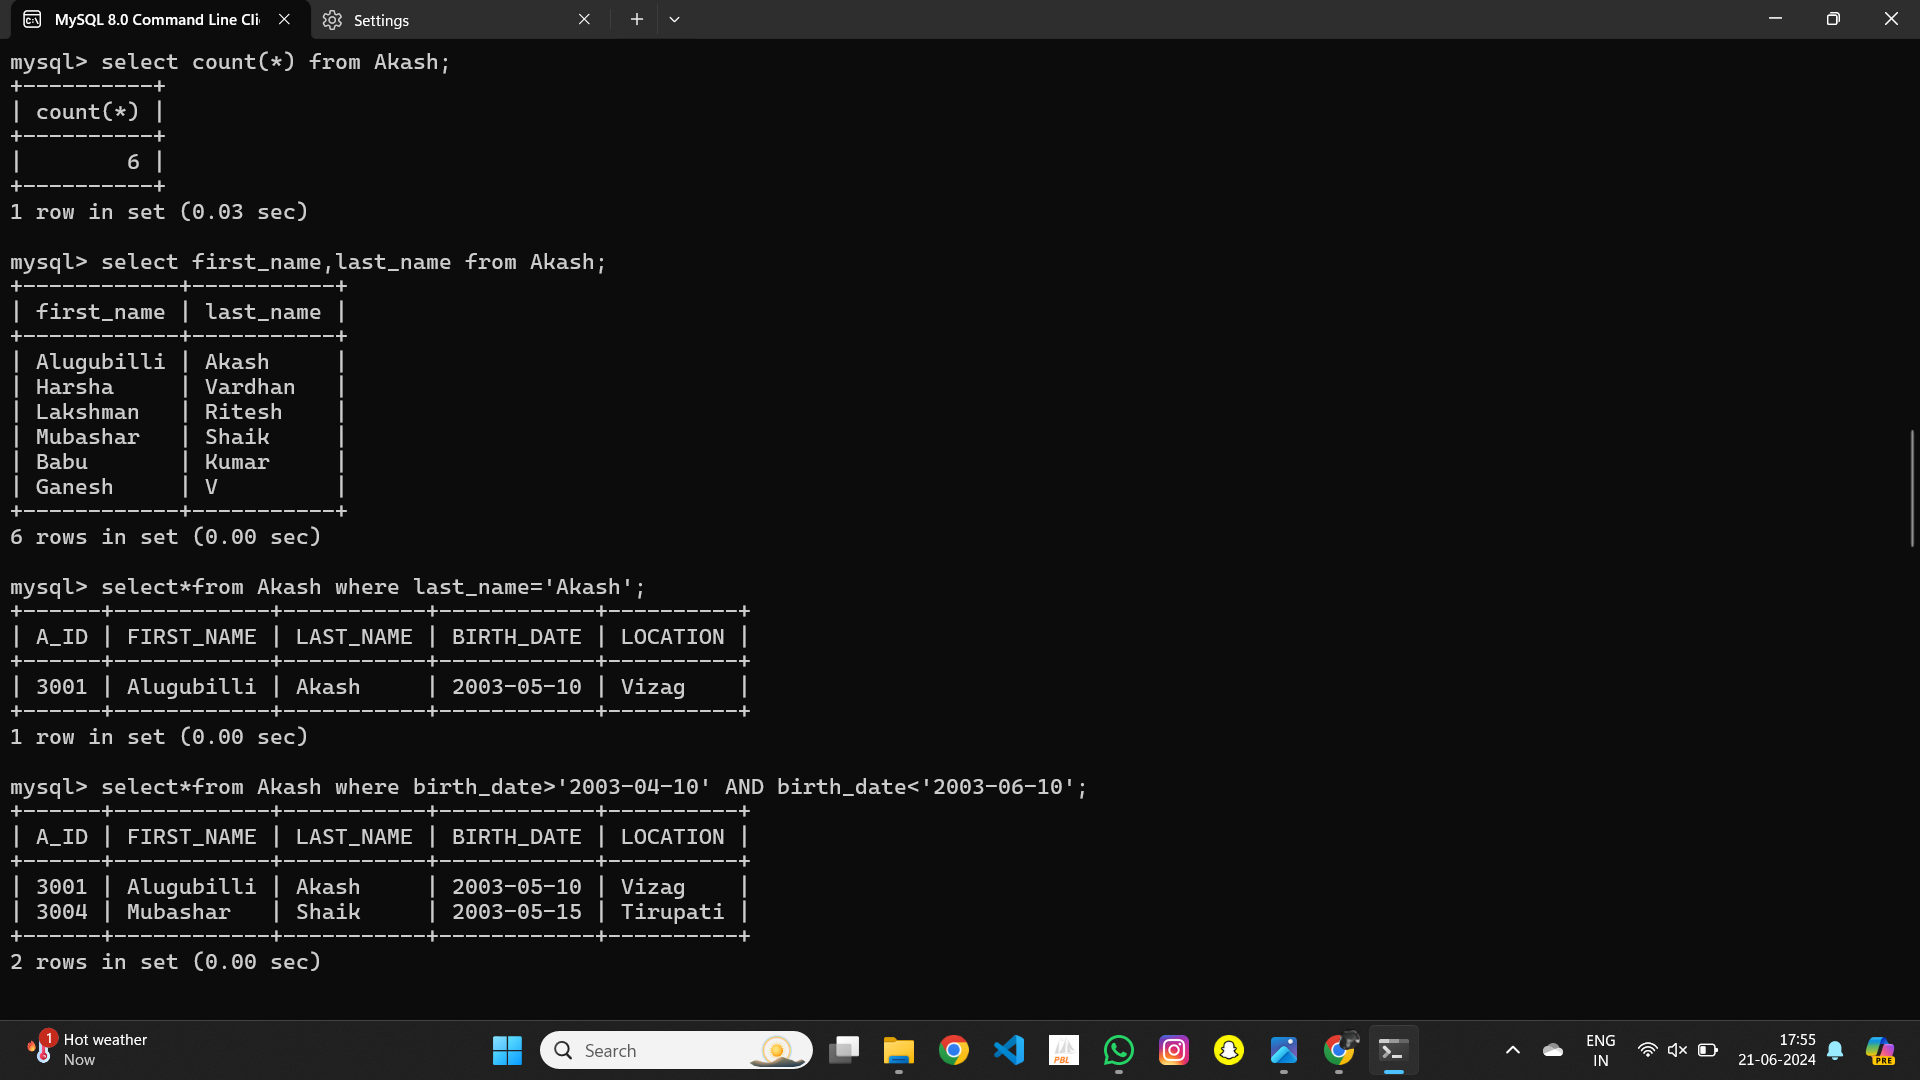 MySQL 8.0 Command Line Cli
Settings
mysql> select count(*) from Akash;
+----------+
| count(*) |
+----------+
|        6 |
+----------+
1 row in set (0.03 sec)
mysql> select first_name,last_name from Akash;
+------------+-----------+
| first_name | last_name |
+------------+-----------+
| Alugubilli | Akash     |
| Harsha     | Vardhan   |
| Lakshman   | Ritesh    |
| Mubashar   | Shaik     |
| Babu       | Kumar     |
| Ganesh     | V         |
+------------+-----------+
6 rows in set (0.00 sec)
mysql> select*from Akash where last_name='Akash';
+------+------------+-----------+------------+----------+
| A_ID | FIRST_NAME | LAST_NAME | BIRTH_DATE | LOCATION |
+------+------------+-----------+------------+----------+
| 3001 | Alugubilli | Akash     | 2003-05-10 | Vizag    |
+------+------------+-----------+------------+----------+
1 row in set (0.00 sec)
mysql> select*from Akash where birth_date>'2003-04-10' AND birth_date<'2003-06-10';
+------+------------+-----------+------------+----------+
| A_ID | FIRST_NAME | LAST_NAME | BIRTH_DATE | LOCATION |
+------+------------+-----------+------------+----------+
| 3001 | Alugubilli | Akash     | 2003-05-10 | Vizag    |
| 3004 | Mubashar   | Shaik     | 2003-05-15 | Tirupati |
+------+------------+-----------+------------+----------+
2 rows in set (0.00 sec)
1
Hot weather
Now
Search
PBL
ENG
IN
17:55
21-06-2024
PRE